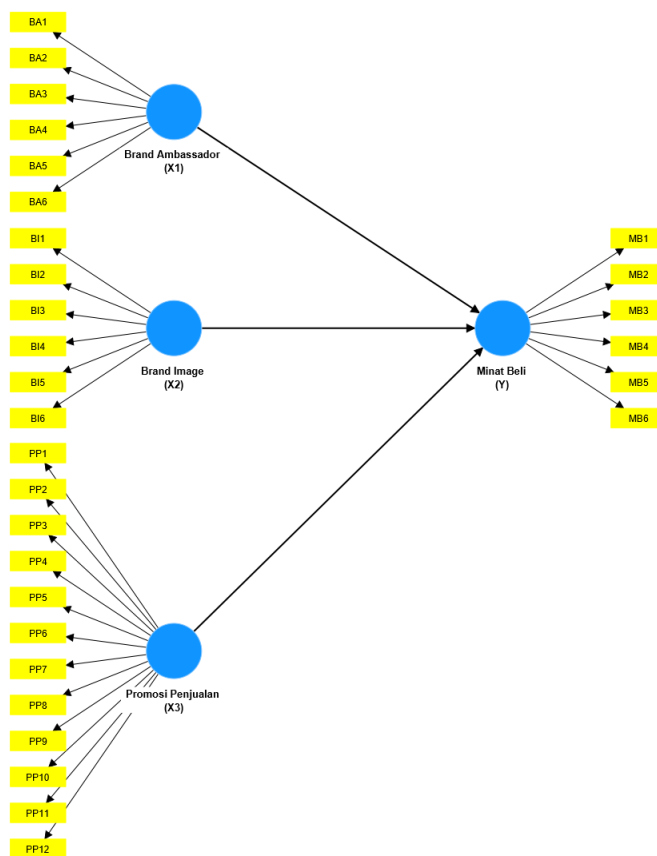 BA1
BA2
BA3
BA4
BA5
BA6
Brand Ambassador
(X1)
BI1
BI2
BI3
BI4
BI5
BI6
Brand Image
(X2)
PP1
PP2
PP3
PP4
PP5
PP6
PP7
PP8
PP9
PP10
PP11
PP12
Promosi Penjualan
(X3)
Minat Beli
(Y)
MB1
MB2
MB3
MB4
MB5
MB6